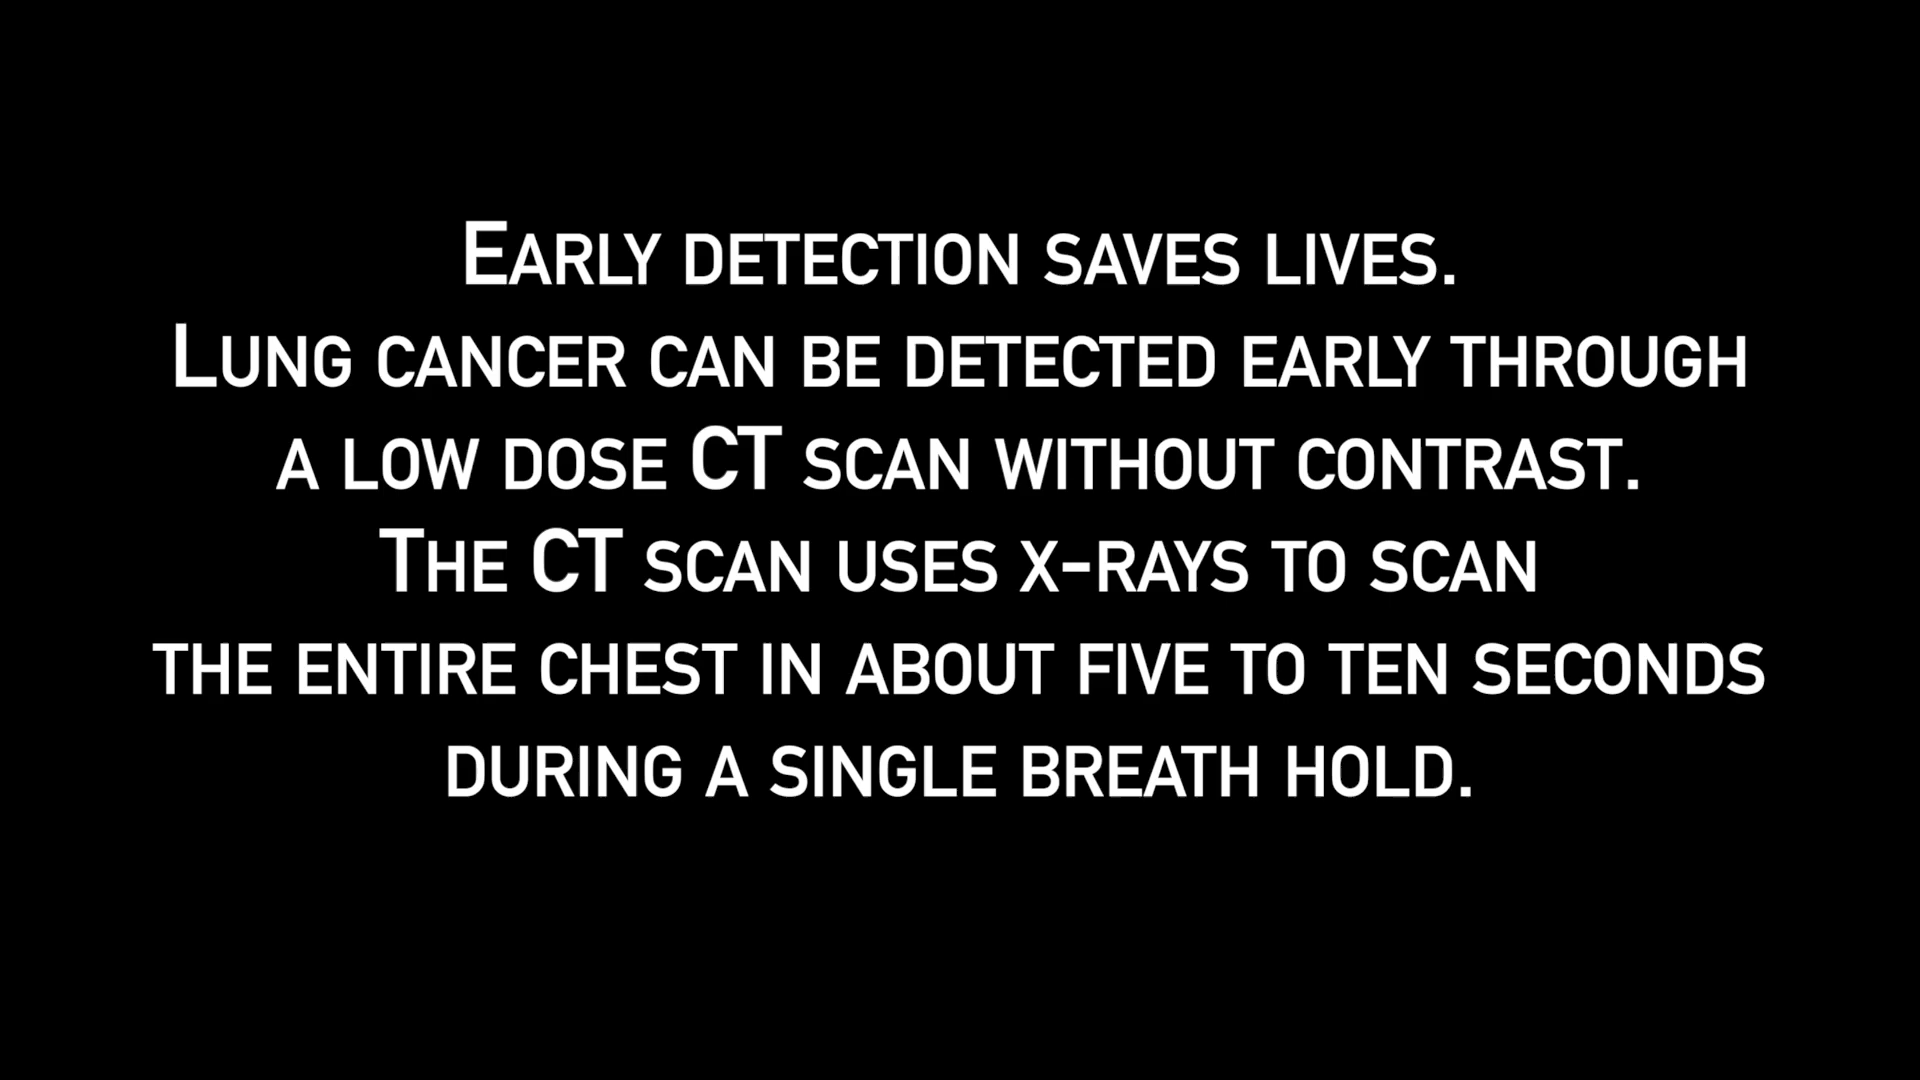 Early detection saves lives.
Lung cancer can be detected early through
a low dose CT scan without contrast.
The CT scan uses x-rays to scan
the entire chest in about five to ten seconds
during a single breath hold.